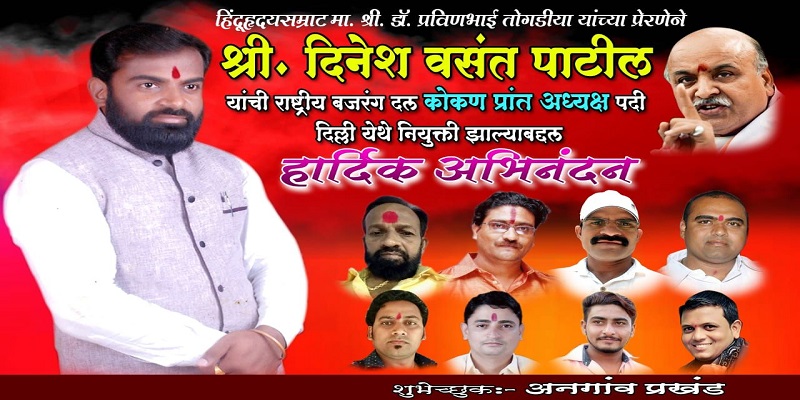 हिंदूहृदयसम्राट मा. श्री. डॉ. प्रविणभाई तोगडीया यांच्या प्रेरणेने
श्री. दिनेश वसंत पाटील
यांची राष्ट्रीय बजरंग दल कोकण प्रांत अध्यक्ष पदी
दिल्ली येथे नियुक्ती झाल्याबद्दल
हार्दिक अभिनंदन
शुभेच्छुक:- अनगांव प्रखंड